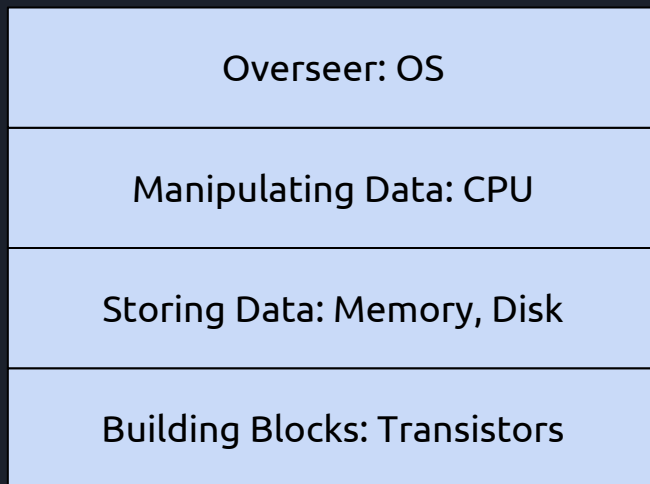 Overseer: OS
Manipulating Data: CPU
Storing Data: Memory, Disk
Building Blocks: Transistors